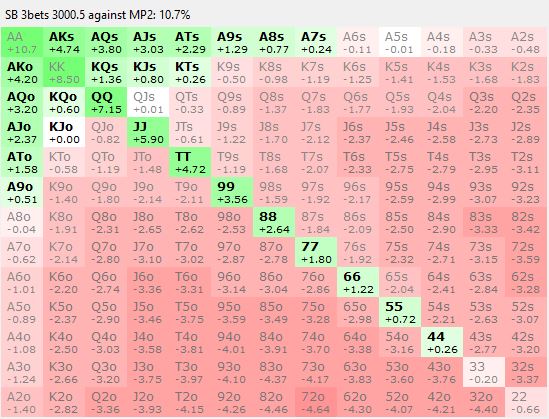 SB 3bets 3000.5 against MP2: 10.7%
AA AKs AQs AJs ATs A9s A8s A7s A6s A5s A4s A3s A2s
+10.7 +4.74 +3.80 +3.03 +2.29 +1.29 +0.77 +0.24 -0.11 -0.01 -0.18 -0.33 -0.48
AKo KK KQs KJs KTs K9s K8s K7s K6s K5s K4s K3s K2s
+4.20 +8.50 +1.36 +0.80 +0.26 -0.50 -0.98 -1.19 -1.25 -1.41 -1.53 -1.68 -1.83
AQo KQo QQ QJs QTs Q9s Q8s Q7s Q6s Q5s Q4s Q3s Q2s
+3.20 +0.60 +7.15 +0.01 -0.33 -0.89 -1.37 -1.83 -1.77 -1.93 -2.04 -2.20 -2.35
AJo KJo QJo JJ JTs J9s J8s J7s J6s J5s J4s J3s J2s
+2.37 +0.00 -0.82 +5.90 -0.61 -1.22 -1.70 -2.12 -2.37 -2.46 -2.58 -2.73 -2.89
ATo KTo QTo JTo TT T9s T8s T7s T6s T5s T4s T3s T2s
+1.58 -0.58 -1.19 -1.48 +4.72 -1.19 -1.68 -2.07 -2.33 -2.75 -2.79 -2.95 -3.11
A9o K9o Q9o J9o T9o 99 98s 97s 96s 95s 94s 93s 92s
+0.51 -1.40 -1.80 -2.14 -2.11 +3.56 -1.59 -1.92 -2.17 -2.59 -2.99 -3.07 -3.23
A8o K8o Q8o J8o T8o 98o 88 87s 86s 85s 84s 83s 82s
-0.04 -1.91 -2.31 -2.65 -2.62 -2.53 +2.64 -1.84 -2.09 -2.50 -2.90 -3.33 -3.42
A7o K7o Q7o J7o T7o 97o 87o 77 76s 75s 74s 73s 72s
-0.62 -2.14 -2.80 -3.10 -3.02 -2.87 -2.78 +1.80 -1.92 -2.32 -2.71 -3.15 -3.59
A6o K6o Q6o J6o T6o 96o 86o 76o 66 65s 64s 63s 62s
-1.01 -2.20 -2.74 -3.36 -3.31 -3.14 -3.04 -2.86 +1.22 -2.04 -2.41 -2.84 -3.28
A5o K5o Q5o J5o T5o 95o 85o 75o 65o 55 54s 53s 52s
-0.89 -2.37 -2.90 -3.46 -3.75 -3.59 -3.49 -3.28 -2.98 +0.72 -2.21 -2.63 -3.07
A4o K4o Q4o J4o T4o 94o 84o 74o 64o 54o 44 43s 42s
-1.08 -2.50 -3.03 -3.58 -3.81 -4.01 -3.91 -3.70 -3.38 -3.16 +0.26 -2.77 -3.20
A3o K3o Q3o J3o T3o 93o 83o 73o 63o 53o 43o 33 32s
-1.24 -2.66 -3.20 -3.75 -3.97 -4.10 -4.37 -4.17 -3.83 -3.60 -3.76 -0.20 -3.37
A2o K2o Q2o J2o T2o 92o 82o 72o 62o 52o 42o 32o 22
-1.40 -2.82 -3.36 -3.93 -4.15 -4.26 -4.46 -4.64 -4.30 -4.07 -4.21 -4.40 -0.66